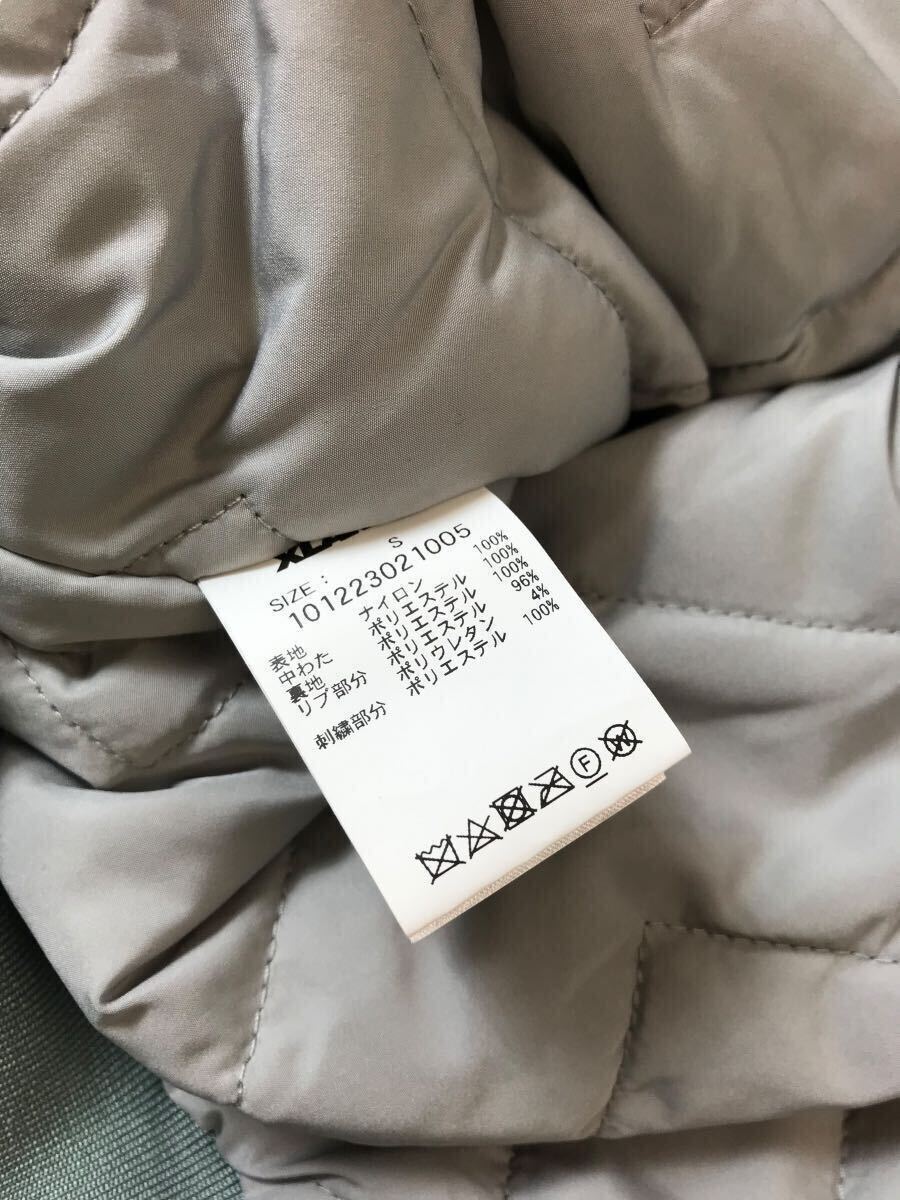 SIZE: S
101223021005
表地 ナイロン 100%
中わた ポリエステル 100%
裏地 ポリエステル 100%
リブ部分 ポリエステル 96%
ポリウレタン 4%
刺繍部分 ポリエステル 100%
F
W